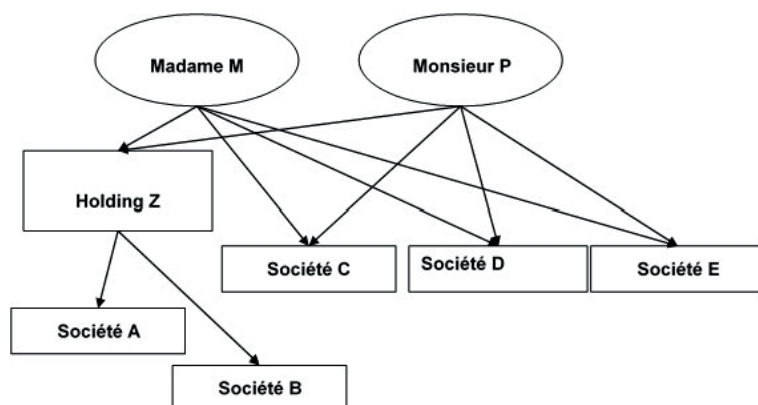 Madame M
Monsieur P
Holding Z
Société C
Société D
Société E
Société A
Société B